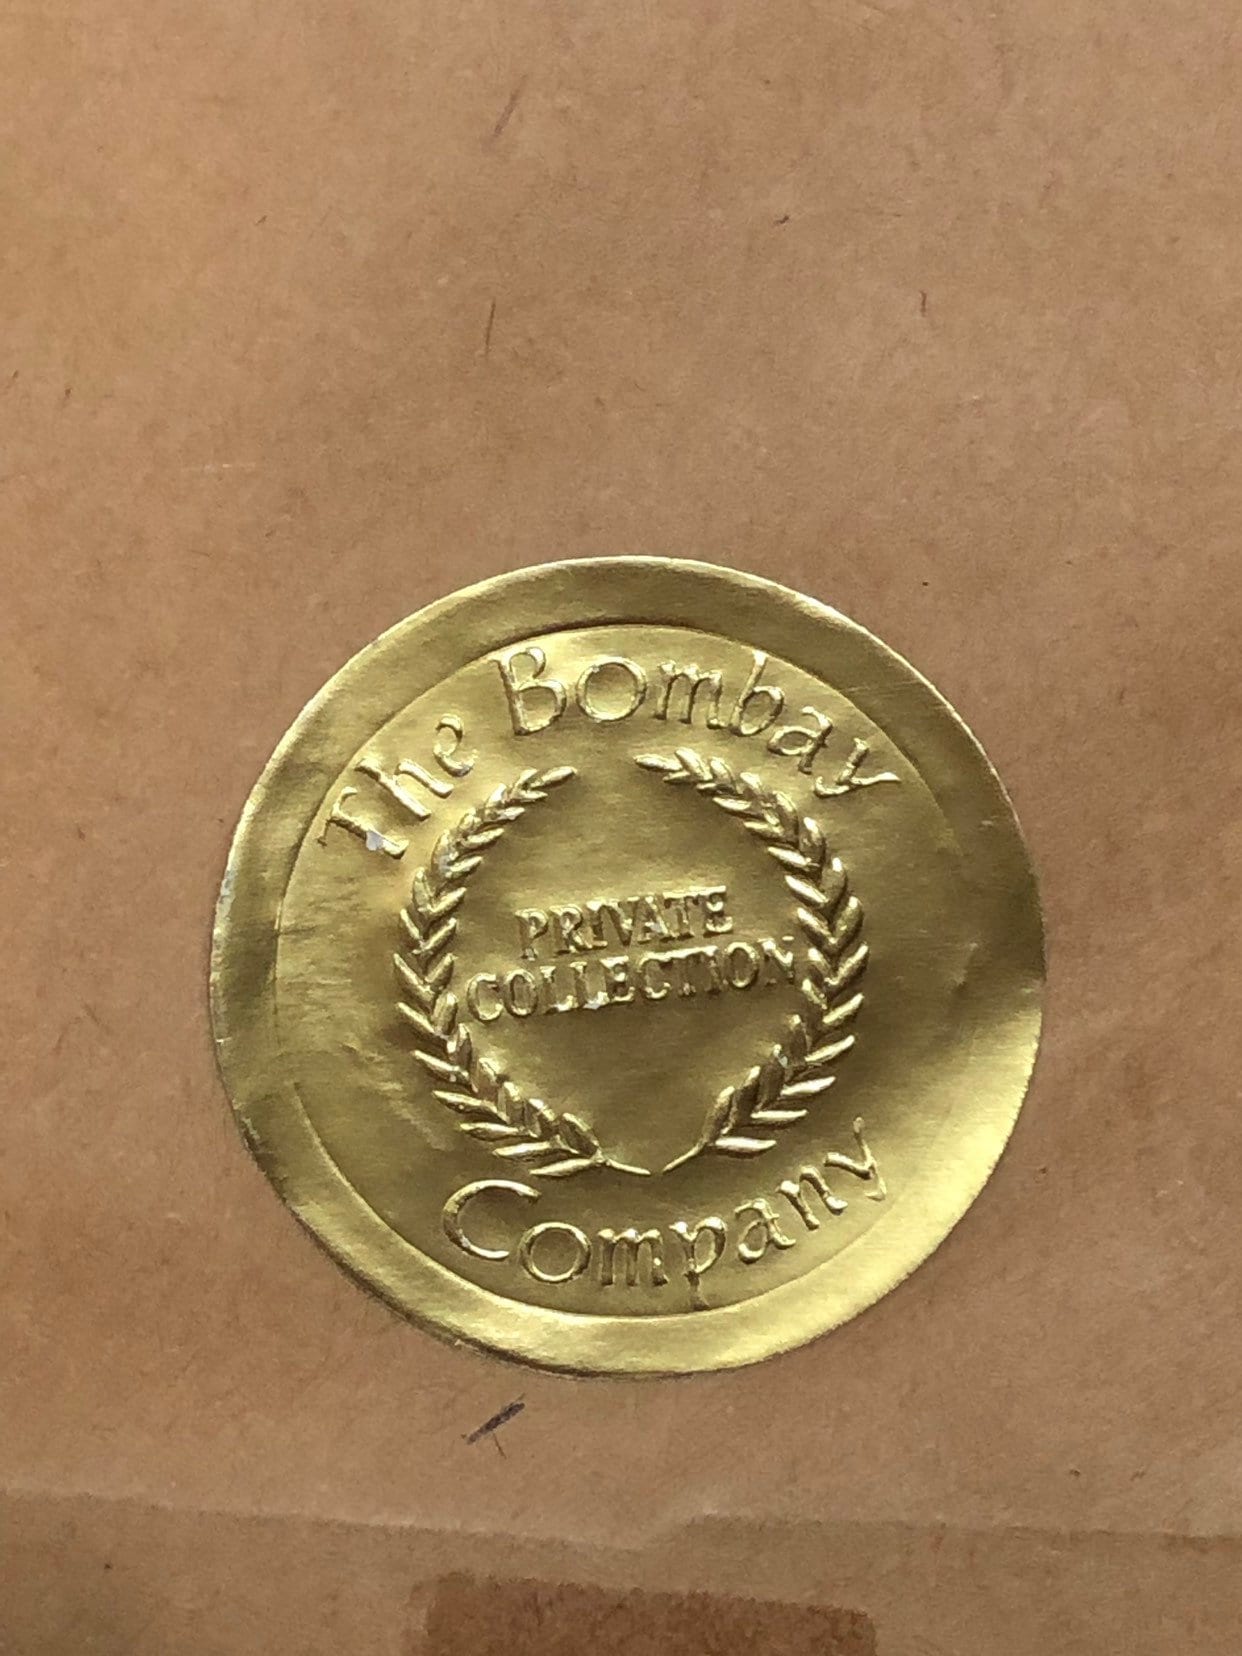 The Bombay
PRIVATE
COLLECTION
Company